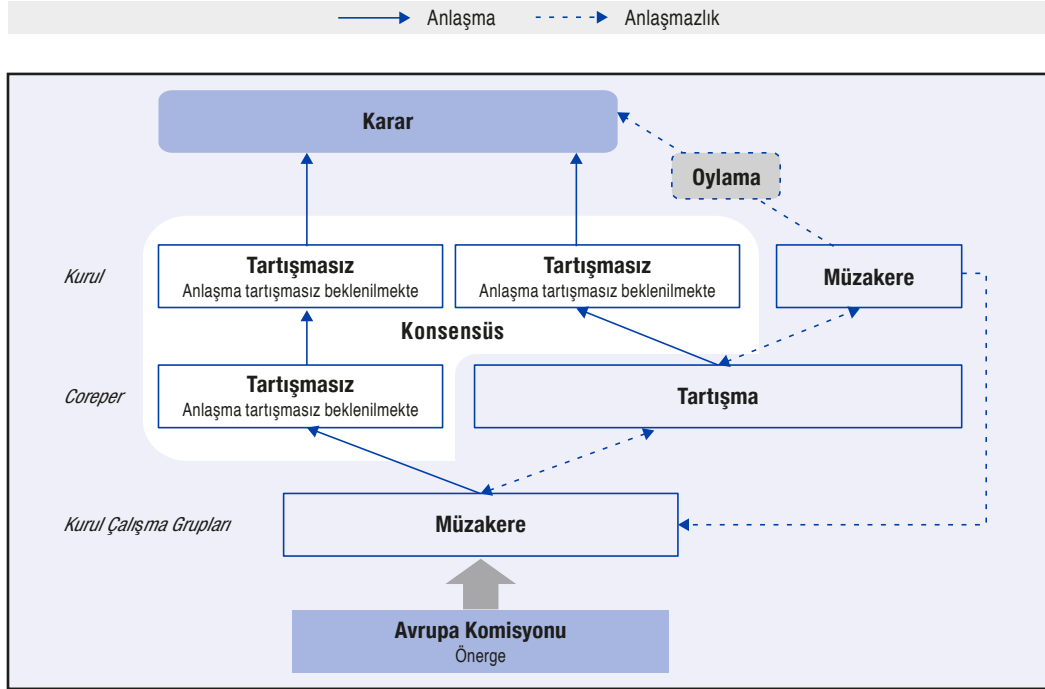 Anlaşma
Anlaşmazlık
Karar
Oylama
Kurul
Tartışmasız
Anlaşma tartışmasız beklenilmekte
Tartışmasız
Anlaşma tartışmasız beklenilmekte
Müzakere
Konsensüs
Coreper
Tartışmasız
Anlaşma tartışmasız beklenilmekte
Tartışma
Kurul Çalışma Grupları
Müzakere
Avrupa Komisyonu
Önerge